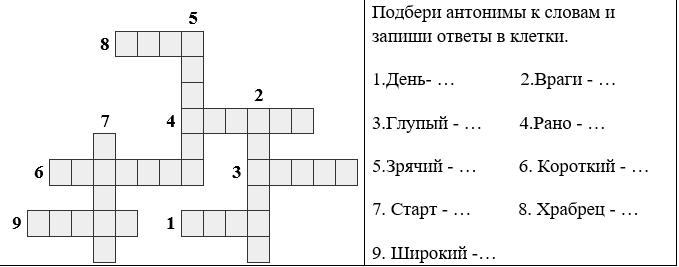 5
8
2
7
4
6
3
9
1
Подбери антонимы к словам и
запиши ответы в клетки.
1.День- … 2.Враги - …
3.Глупый - … 4.Рано - …
5.Зрячий - … 6. Короткий - …
7. Старт - … 8. Храбрец - …
9. Широкий -…